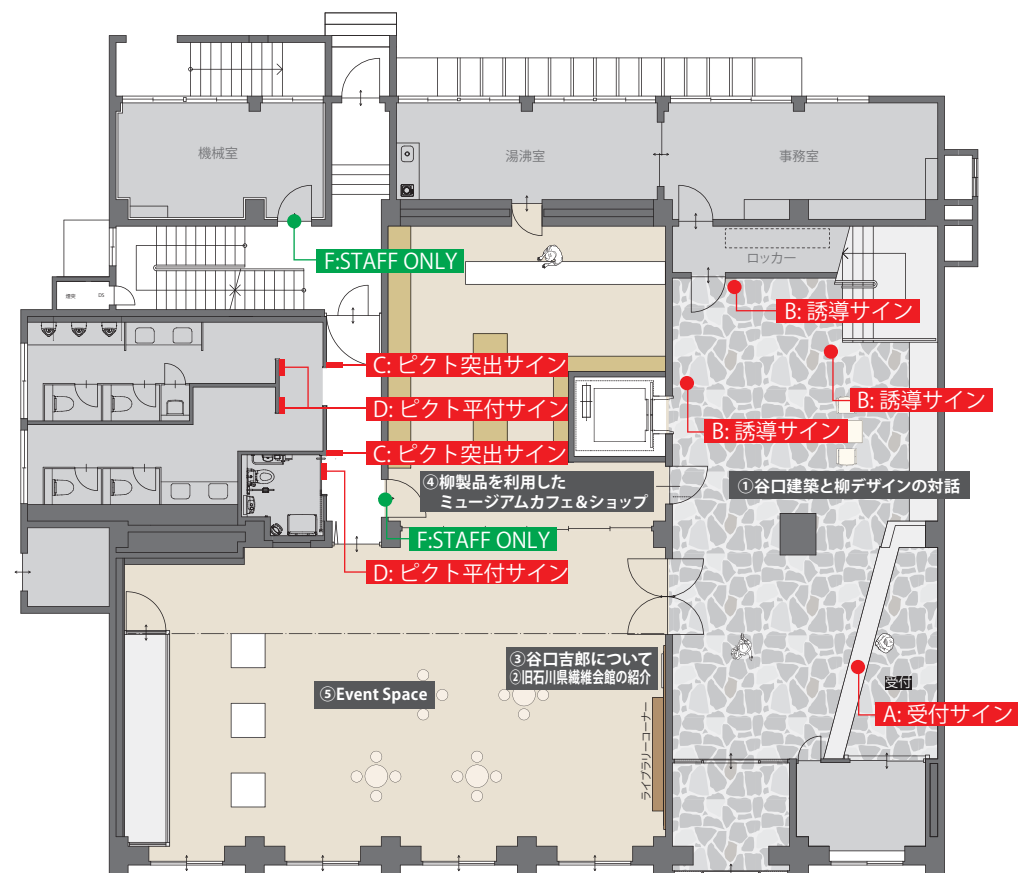 機械室
湯沸室
事務室
F:STAFF ONLY
ロッカー
煙突 DS
B: 誘導サイン
C: ピクト突出サイン
B: 誘導サイン
D: ピクト平付サイン
B: 誘導サイン
C: ピクト突出サイン
④柳製品を利用した
ミュージアムカフェ&ショップ
①谷口建築と柳デザインの対話
F:STAFF ONLY
D: ピクト平付サイン
③谷口吉郎について
②旧石川県繊維会館の紹介
⑤Event Space
受付
A: 受付サイン
ライブラリーコーナー